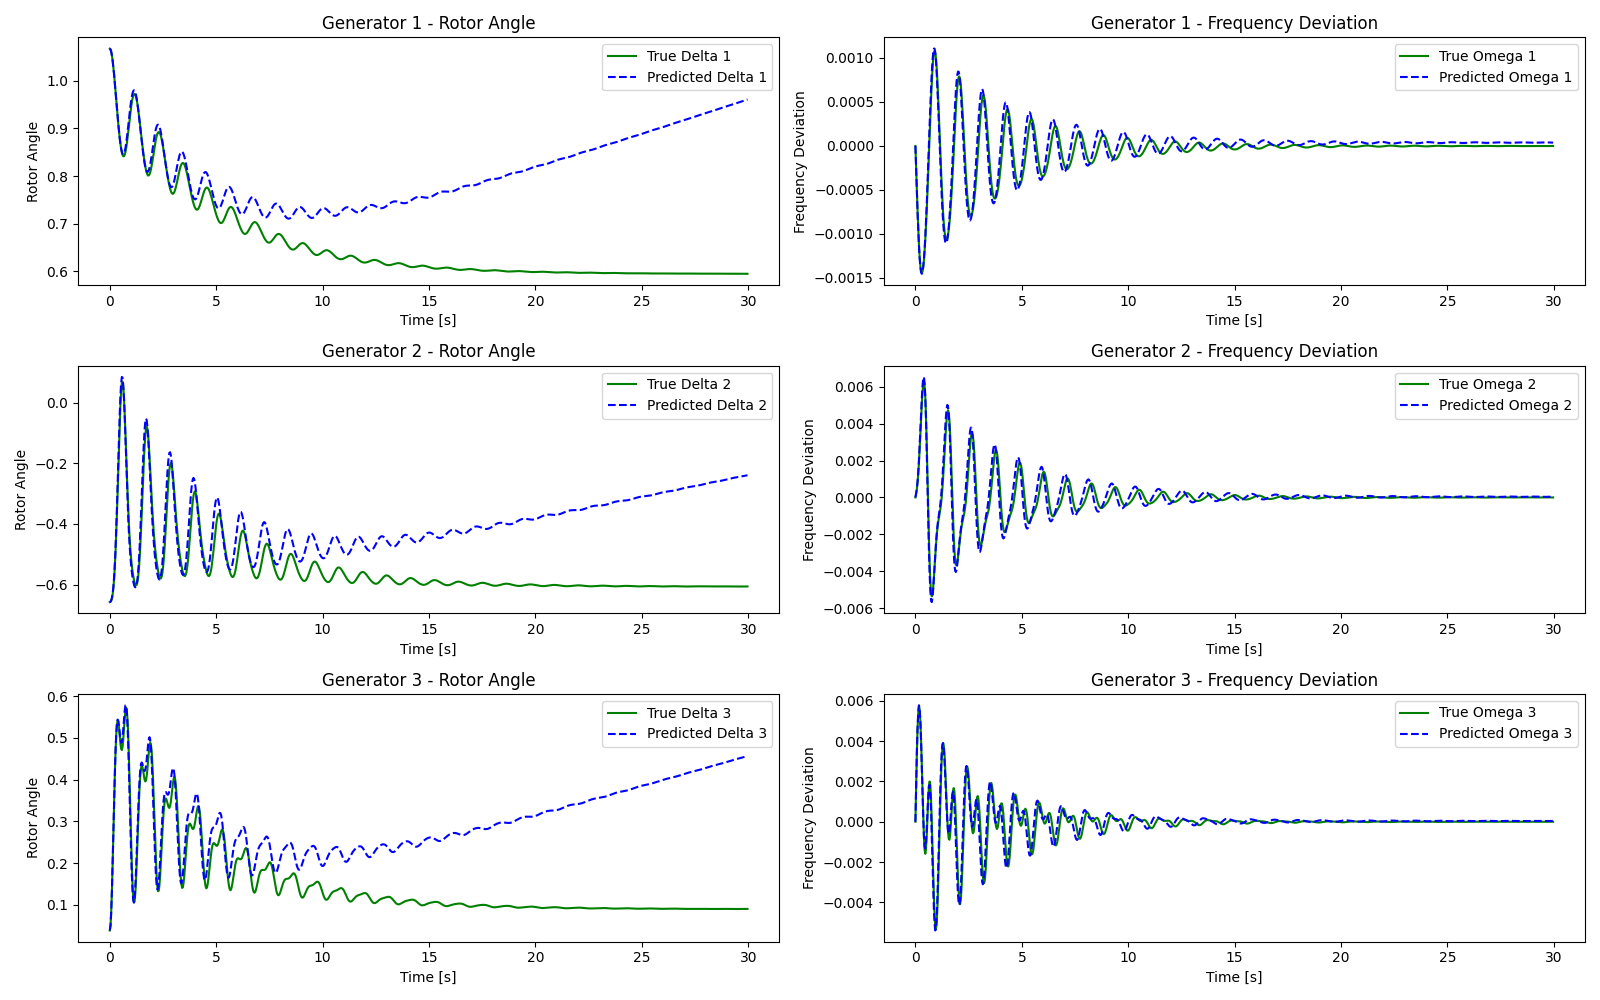 Generator 1 - Rotor Angle
Rotor Angle
1.0
0.9
0.8
0.7
0.6
True Delta 1
Predicted Delta 1
0 5 10 15 20 25 30
Time [s]
Generator 1 - Frequency Deviation
Frequency Deviation
0.0010
0.0005
0.0000
−0.0005
−0.0010
−0.0015
True Omega 1
Predicted Omega 1
0 5 10 15 20 25 30
Time [s]
Generator 2 - Rotor Angle
Rotor Angle
0.0
−0.2
−0.4
−0.6
True Delta 2
Predicted Delta 2
0 5 10 15 20 25 30
Time [s]
Generator 2 - Frequency Deviation
Frequency Deviation
0.006
0.004
0.002
0.000
−0.002
−0.004
−0.006
True Omega 2
Predicted Omega 2
0 5 10 15 20 25 30
Time [s]
Generator 3 - Rotor Angle
Rotor Angle
0.6
0.5
0.4
0.3
0.2
0.1
True Delta 3
Predicted Delta 3
0 5 10 15 20 25 30
Time [s]
Generator 3 - Frequency Deviation
Frequency Deviation
0.006
0.004
0.002
0.000
−0.002
−0.004
True Omega 3
Predicted Omega 3
0 5 10 15 20 25 30
Time [s]